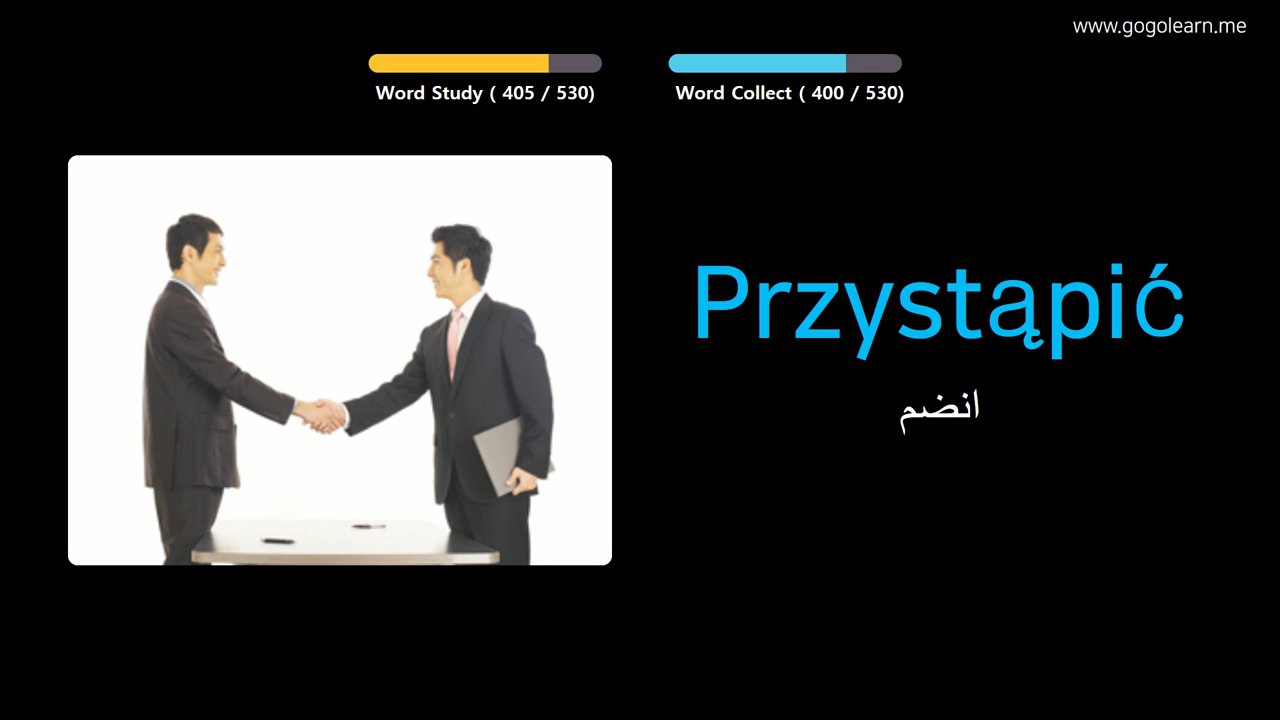 www.gogolearn.me
Word Study ( 405 / 530)
Word Collect ( 400 / 530)
Przystąpić
انضم